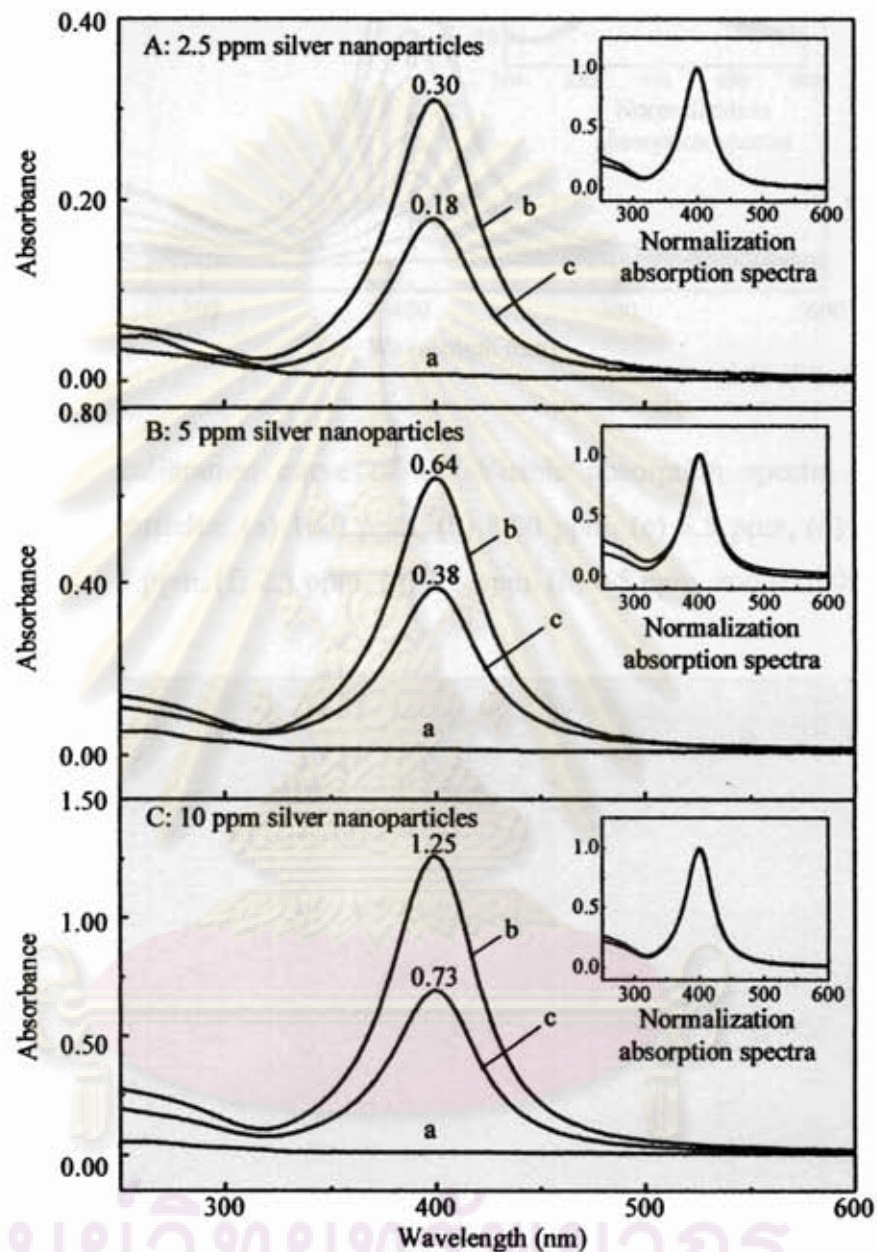 0.40
A: 2.5 ppm silver nanoparticles
0.30
0.20
0.18
b
c
a
0.00
Absorbance
1.0
0.5
0.0
300 400 500 600
Normalization
absorption spectra
0.80
B: 5 ppm silver nanoparticles
0.64
b
0.40
0.38
c
a
0.00
Absorbance
1.0
0.5
0.0
300 400 500 600
Normalization
absorption spectra
1.50
C: 10 ppm silver nanoparticles
1.25
1.00
b
0.73
c
0.50
a
0.00
Absorbance
1.0
0.5
0.0
300 400 500 600
Normalization
absorption spectra
300 400 500 600
Wavelength (nm)